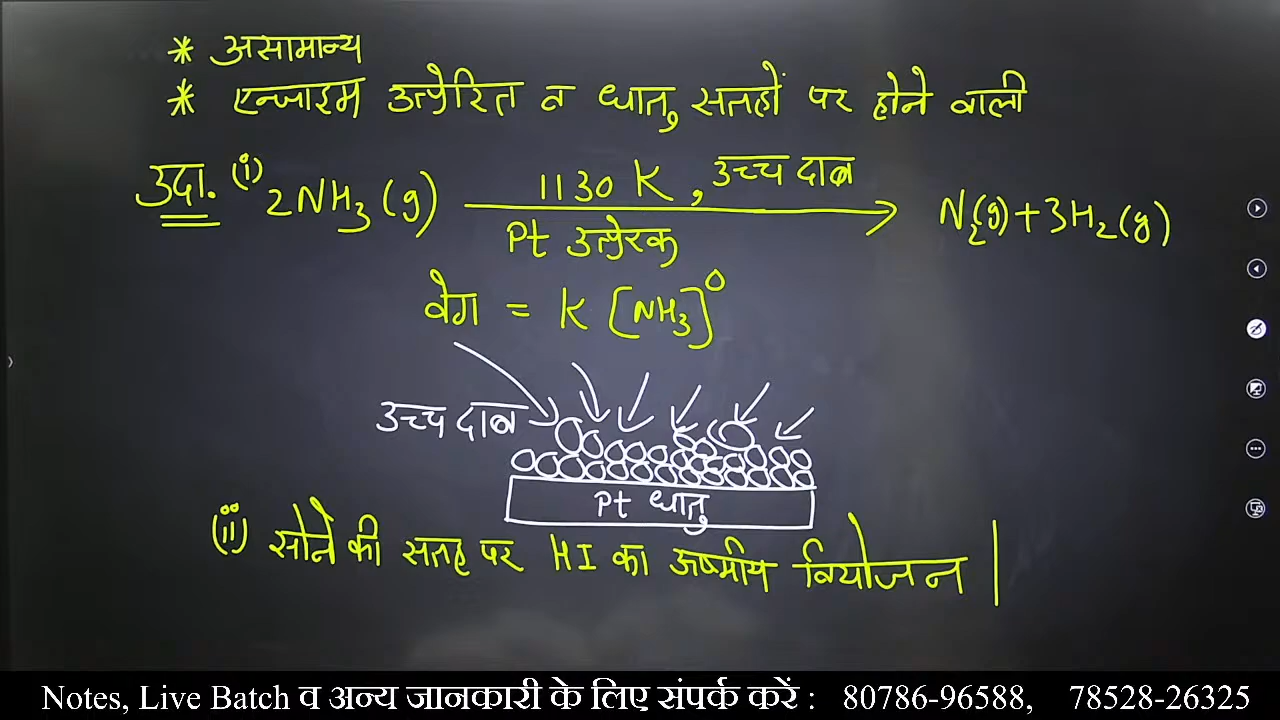 * असामान्य
* एन्जाइम उत्प्रेरित व धातु सतहों पर होने वाली
उदा. (i) 2NH₃(g) 1130 K, उच्च दाब N₂(g)+3H₂(g)
Pt उत्प्रेरक
वेग = K [NH₃]⁰
उच्च दाब
Pt धातु
(ii) सोने की सतह पर HI का ऊष्मीय वियोजन |
Notes, Live Batch व अन्य जानकारी के लिए संपर्क करें : 80786-96588, 78528-26325